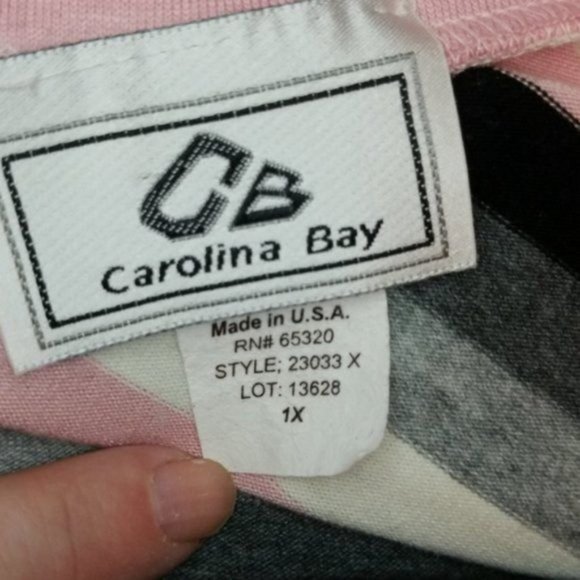 CB
Carolina Bay
Made in U.S.A.
RN# 65320
STYLE; 23033 X
LOT: 13628
1X